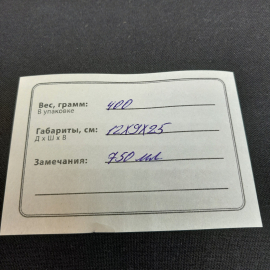 Вес, грамм: 400
В упаковке
Габариты, см: 12х9х25
Д х Ш х В
Замечания: 750 мл